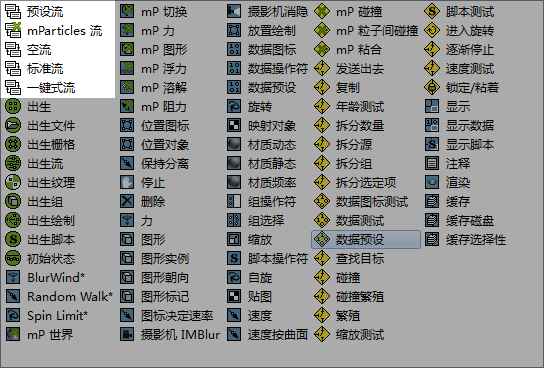 预设流
mParticles 流
空流
标准流
一键式流
出生
出生文件
出生栅格
出生流
出生纹理
出生组
出生绘制
出生脚本
初始状态
BlurWind*
Random Walk*
Spin Limit*
mP 世界
mP 切换
mP 力
mP 图形
mP 浮力
mP 溶解
mP 阻力
位置图标
位置对象
保持分离
停止
删除
力
图形
图形实例
图形朝向
图形标记
图标决定速率
摄影机 IMBlur
摄影机消隐
放置绘制
数据图标
数据操作符
数据预设
旋转
映射对象
材质动态
材质静态
材质频率
组操作符
组选择
缩放
脚本操作符
自旋
贴图
速度
速度按曲面
mP 碰撞
mP 粒子间碰撞
mP 粘合
发送出去
复制
年龄测试
拆分数量
拆分源
拆分组
拆分选定项
数据图标测试
数据测试
数据预设
查找目标
碰撞
碰撞繁殖
繁殖
缩放测试
脚本测试
进入旋转
逐渐停止
速度测试
锁定/粘着
显示
显示数据
显示脚本
注释
渲染
缓存
缓存磁盘
缓存选择性